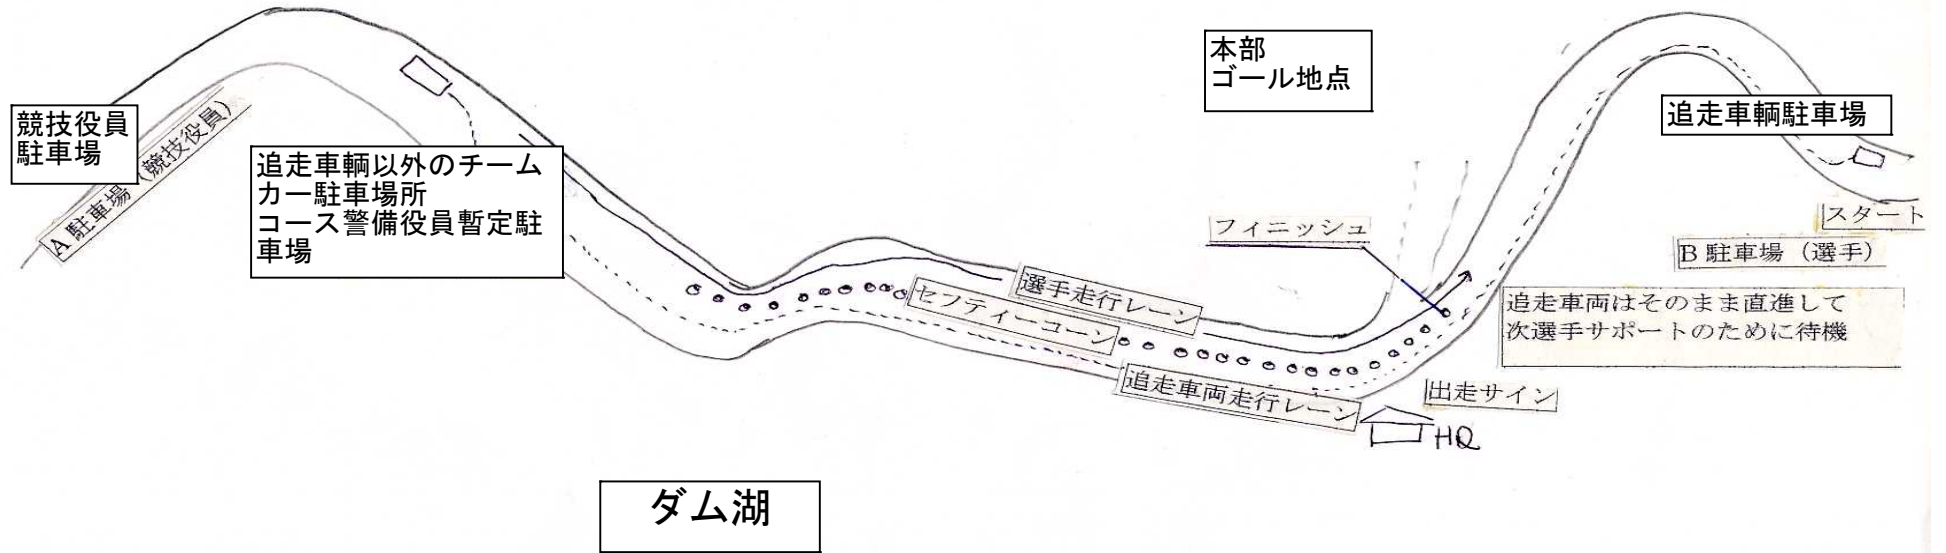 本部
ゴール地点
競技役員
駐車場
A駐車場（競技役員）
追走車輌以外のチーム
カー駐車場所
コース警備役員暫定駐
車場
追走車輌駐車場
スタート
フィニッシュ
B 駐車場（選手）
選手走行レーン
セフティーコーン
追走車両はそのまま直進して
次選手サポートのために待機
追走車両走行レーン
出走サイン
HQ
ダム湖